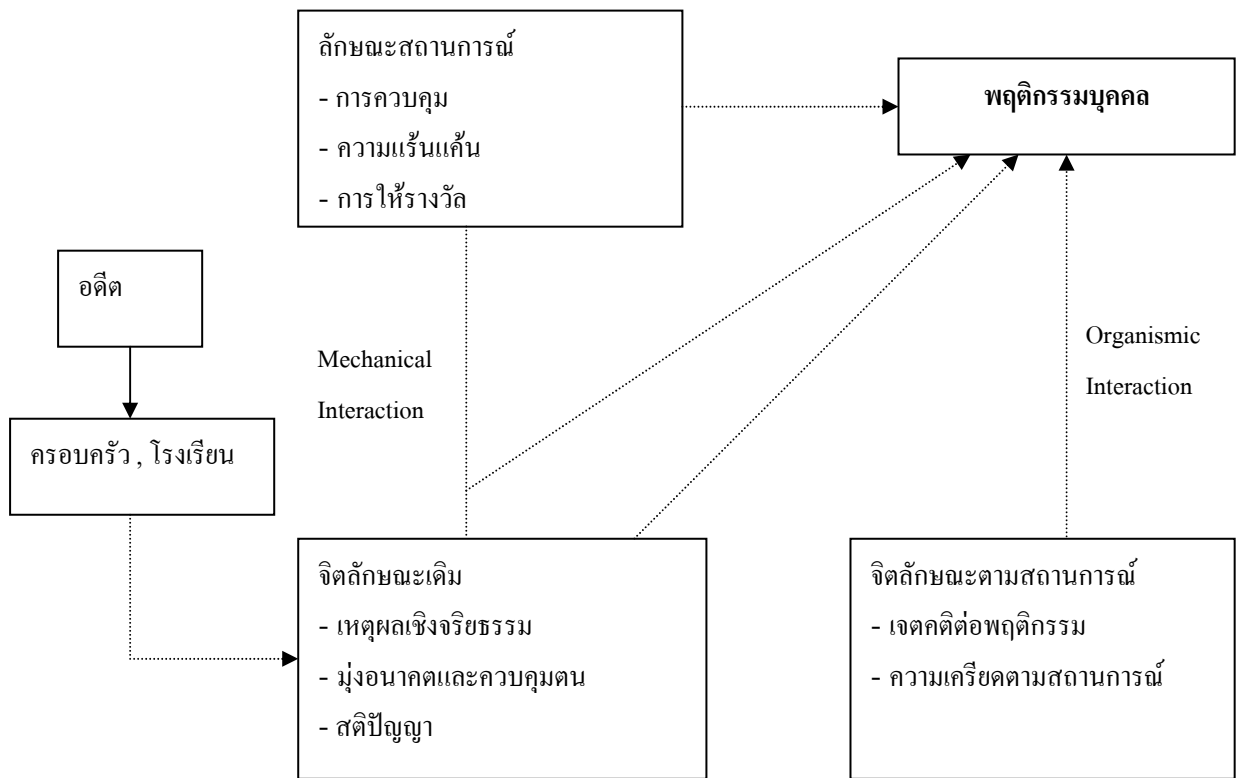 ลักษณะสถานการณ์
- การควบคุม
- ความแร้นแค้น
- การให้รางวัล
พฤติกรรมบุคคล
อดีต
Mechanical
Interaction
Organismic
Interaction
ครอบครัว , โรงเรียน
จิตลักษณะเดิม
- เหตุผลเชิงจริยธรรม
- มุ่งอนาคตและควบคุมตน
- สติปัญญา
จิตลักษณะตามสถานการณ์
- เจตคติต่อพฤติกรรม
- ความเครียดตามสถานการณ์